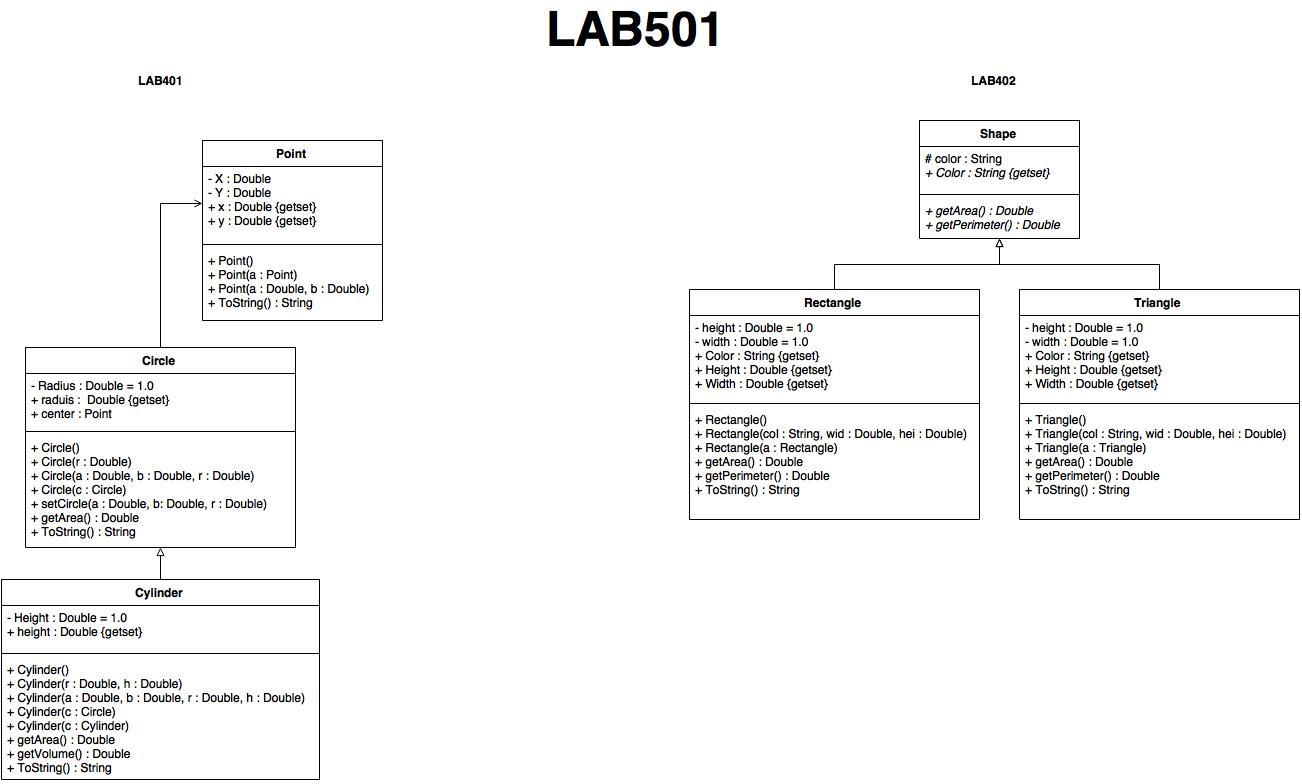 LAB501
LAB401
Point
- X : Double
- Y : Double
+ x : Double {getset}
+ y : Double {getset}
+ Point()
+ Point(a : Point)
+ Point(a : Double, b : Double)
+ ToString() : String
Circle
- Radius : Double = 1.0
+ raduis :  Double {getset}
+ center : Point
+ Circle()
+ Circle(r : Double)
+ Circle(a : Double, b : Double, r : Double)
+ Circle(c : Circle)
+ setCircle(a : Double, b: Double, r : Double)
+ getArea() : Double
+ ToString() : String
Cylinder
- Height : Double = 1.0
+ height : Double {getset}
+ Cylinder()
+ Cylinder(r : Double, h : Double)
+ Cylinder(a : Double, b : Double, r : Double, h : Double)
+ Cylinder(c : Circle)
+ Cylinder(c : Cylinder)
+ getArea() : Double
+ getVolume() : Double
+ ToString() : String
LAB402
Shape
# color : String
+ Color : String {getset}
+ getArea() : Double
+ getPerimeter() : Double
Rectangle
- height : Double = 1.0
- width : Double = 1.0
+ Color : String {getset}
+ Height : Double {getset}
+ Width : Double {getset}
+ Rectangle()
+ Rectangle(col : String, wid : Double, hei : Double)
+ Rectangle(a : Rectangle)
+ getArea() : Double
+ getPerimeter() : Double
+ ToString() : String
Triangle
- height : Double = 1.0
- width : Double = 1.0
+ Color : String {getset}
+ Height : Double {getset}
+ Width : Double {getset}
+ Triangle()
+ Triangle(col : String, wid : Double, hei : Double)
+ Triangle(a : Triangle)
+ getArea() : Double
+ getPerimeter() : Double
+ ToString() : String